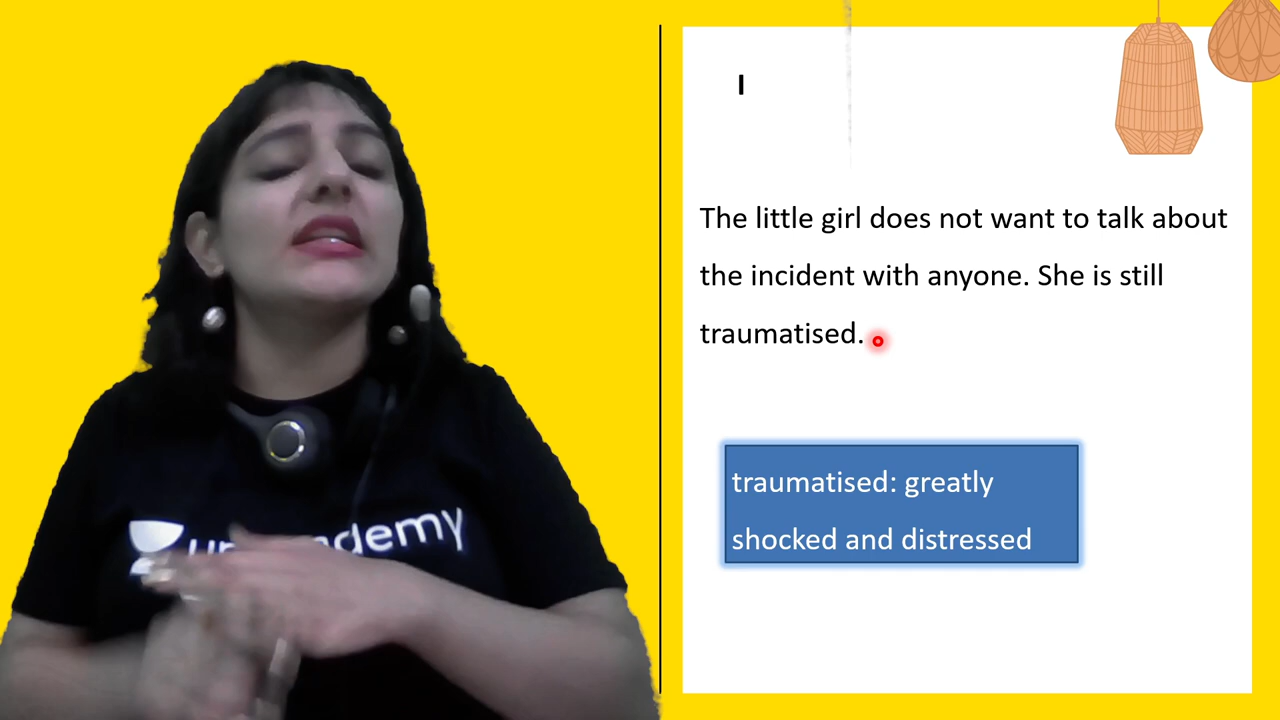 I
The little girl does not want to talk about
the incident with anyone. She is still
traumatised.
traumatised: greatly
shocked and distressed